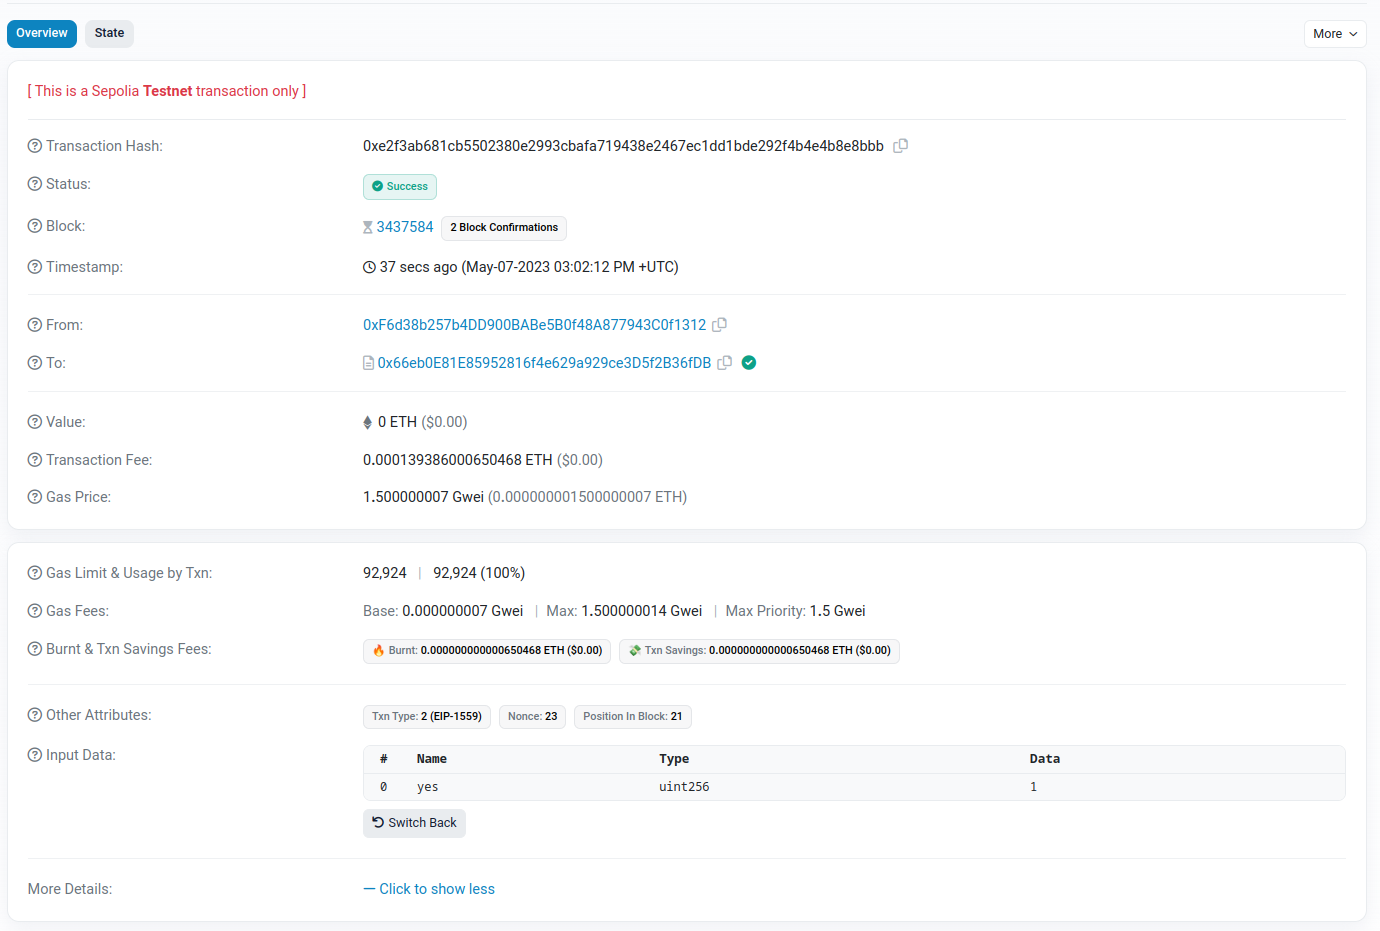 Overview State More
[ This is a Sepolia Testnet transaction only ]
Transaction Hash: 0xe2f3ab681cb5502380e2993cbafa719438e2467ec1dd1bde292f4b4e4b8e8bbb
Status: Success
Block: 3437584 2 Block Confirmations
Timestamp: 37 secs ago (May-07-2023 03:02:12 PM +UTC)
From: 0xF6d38b257b4DD900BABe5B0f48A877943C0f1312
To: 0x66eb0E81E85952816f4e629a929ce3D5f2B36fDB
Value: 0 ETH ($0.00)
Transaction Fee: 0.000139386000650468 ETH ($0.00)
Gas Price: 1.500000007 Gwei (0.000000001500000007 ETH)
Gas Limit & Usage by Txn: 92,924 | 92,924 (100%)
Gas Fees: Base: 0.000000007 Gwei | Max: 1.500000014 Gwei | Max Priority: 1.5 Gwei
Burnt & Txn Savings Fees: 🔥 Burnt: 0.000000000000650468 ETH ($0.00) 💸 Txn Savings: 0.000000000000650468 ETH ($0.00)
Other Attributes: Txn Type: 2 (EIP-1559) Nonce: 23 Position In Block: 21
Input Data: # Name Type Data
0 yes uint256 1
Switch Back
More Details: — Click to show less